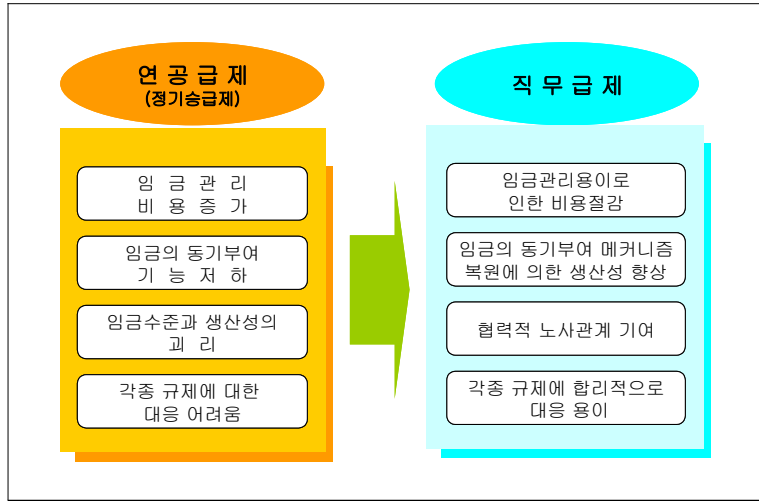 연 공 급 제
(정기승급제)
임 금 관 리
비 용 증 가
임금의 동기부여
기 능 저 하
임금수준과 생산성의
괴 리
각종 규제에 대한
대응 어려움
직 무 급 제
임금관리용이로
인한 비용절감
임금의 동기부여 메커니즘
복원에 의한 생산성 향상
협력적 노사관계 기여
각종 규제에 합리적으로
대응 용이